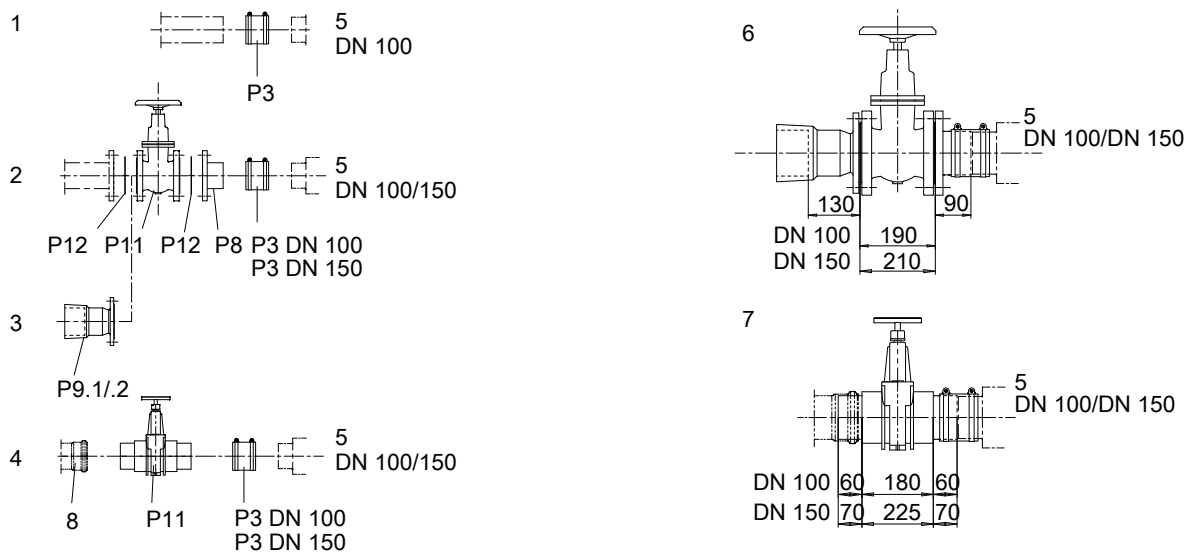 1
5
DN 100
P3
2
5
DN 100/150
P12 P11 P12 P8 P3 DN 100
P3 DN 150
3
P9.1/.2
4
5
DN 100/150
8
P11
P3 DN 100
P3 DN 150
6
5
DN 100/DN 150
130
90
DN 100 190
DN 150 210
7
5
DN 100/DN 150
DN 100 60 180 60
DN 150 70 225 70